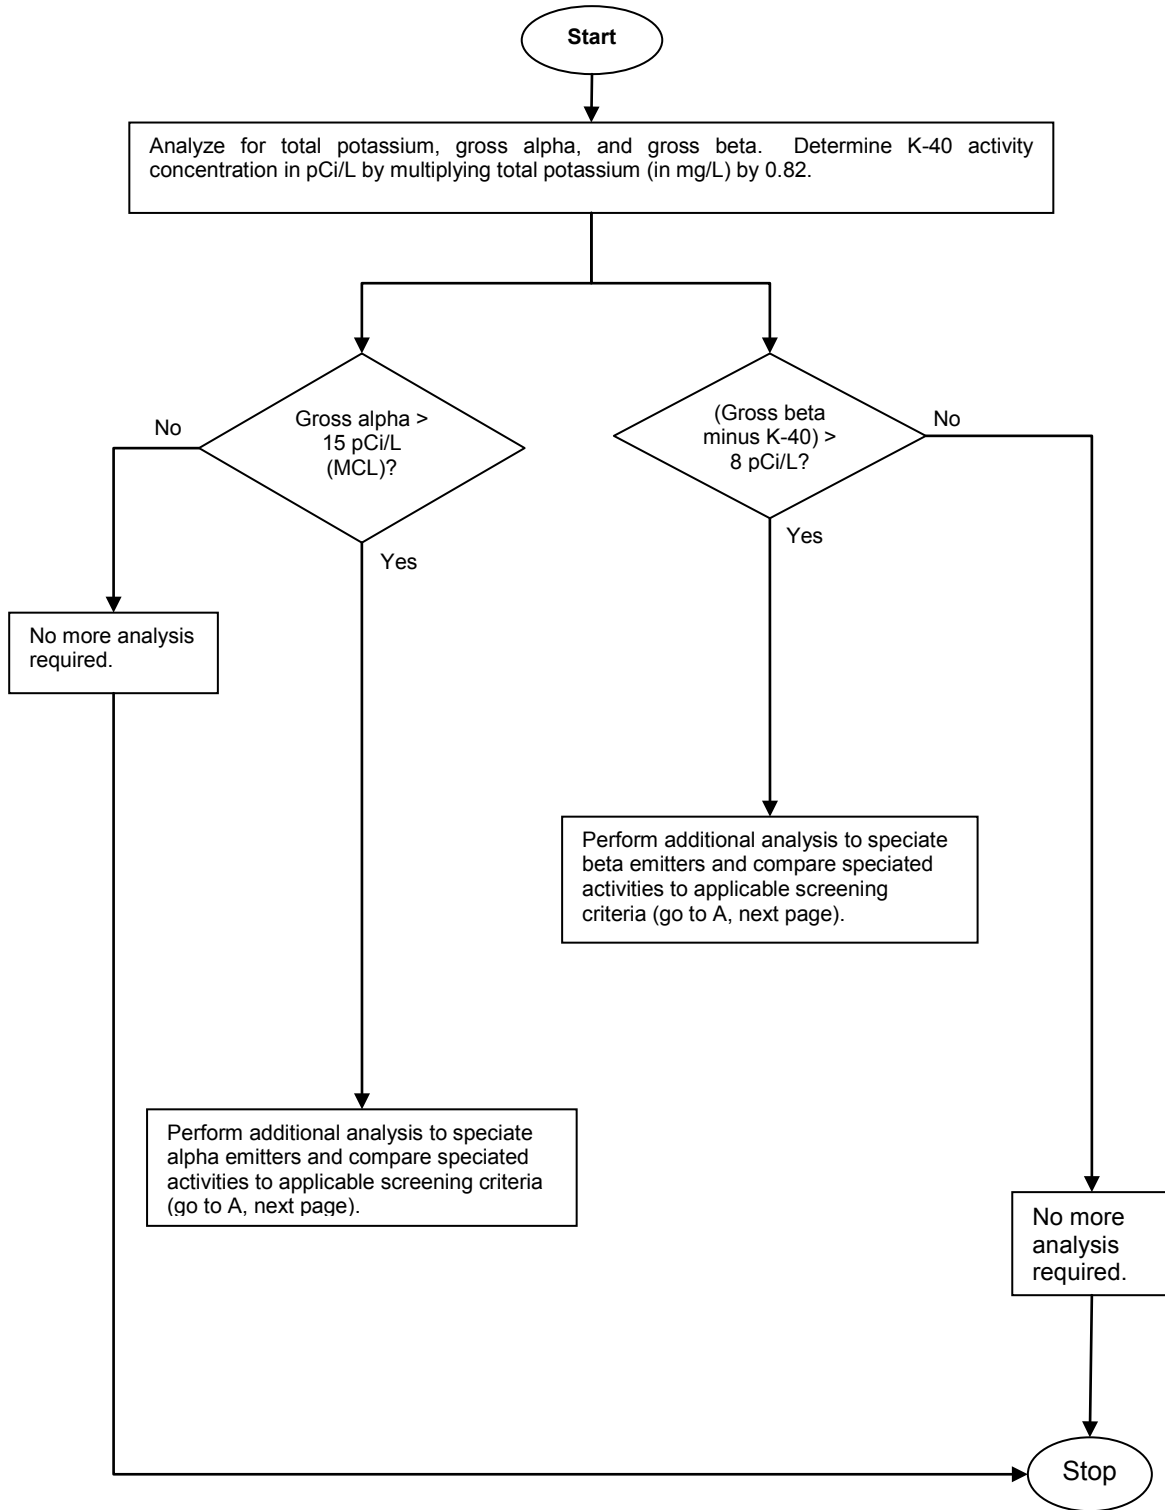 Start
Analyze for total potassium, gross alpha, and gross beta. Determine K-40 activity
concentration in pCi/L by multiplying total potassium (in mg/L) by 0.82.
No
Gross alpha >
15 pCi/L
(MCL)?
Yes
(Gross beta
minus K-40) >
8 pCi/L?
No
Yes
No more analysis
required.
Perform additional analysis to speciate
beta emitters and compare speciated
activities to applicable screening
criteria (go to A, next page).
Perform additional analysis to speciate
alpha emitters and compare speciated
activities to applicable screening criteria
(go to A, next page).
No more
analysis
required.
Stop